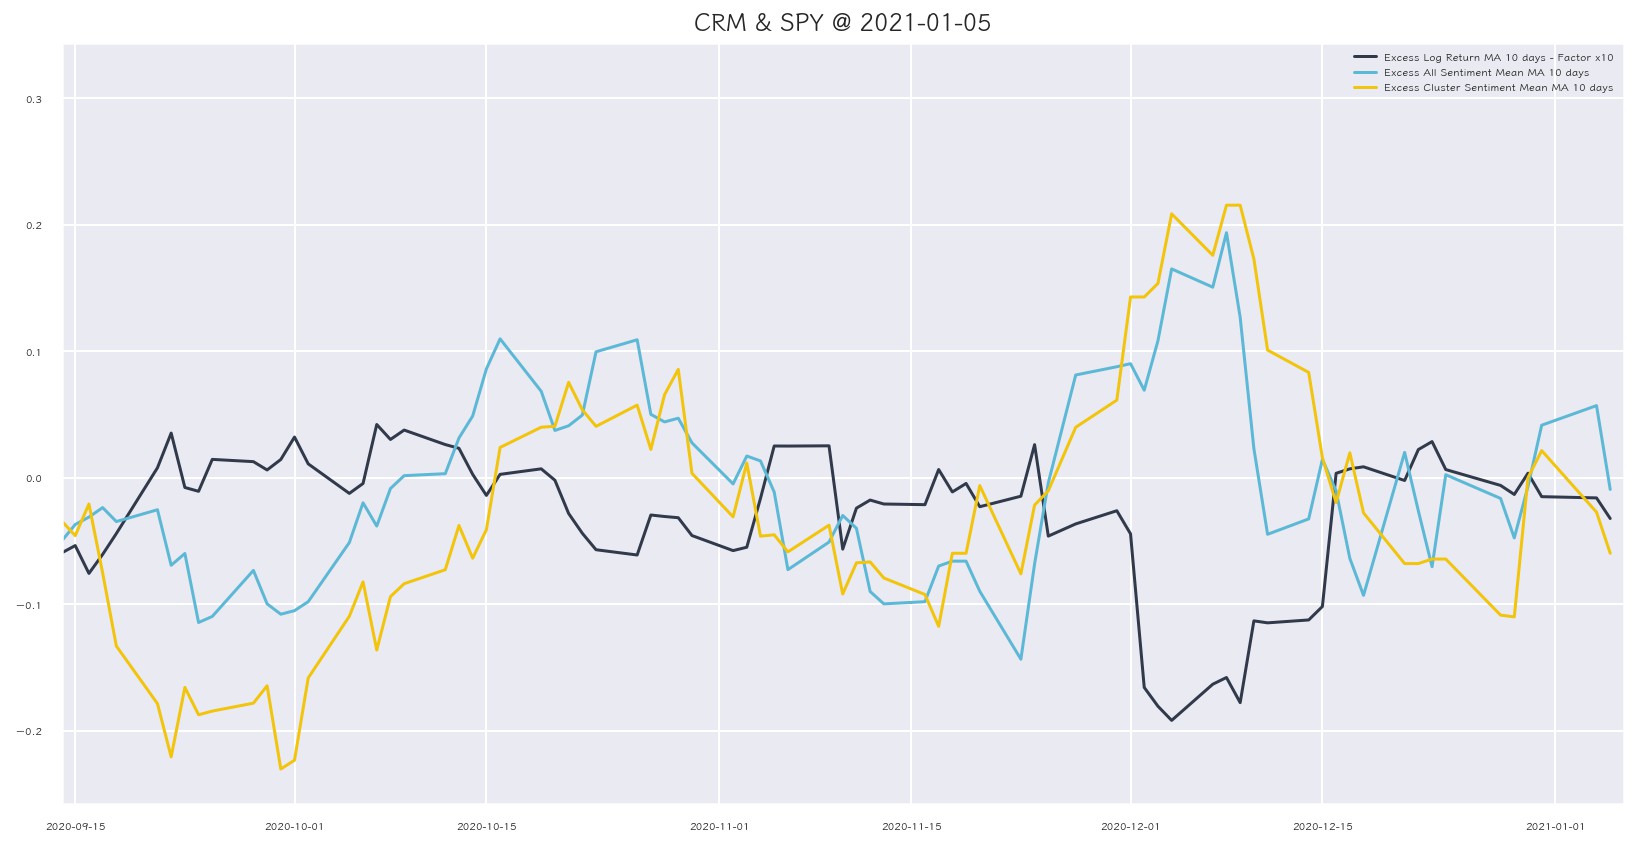 CRM & SPY @ 2021-01-05
Excess Log Return MA 10 days - Factor x10
Excess All Sentiment Mean MA 10 days
Excess Cluster Sentiment Mean MA 10 days
0.3
0.2
0.1
0.0
−0.1
−0.2
2020-09-15 2020-10-01 2020-10-15 2020-11-01 2020-11-15 2020-12-01 2020-12-15 2021-01-01